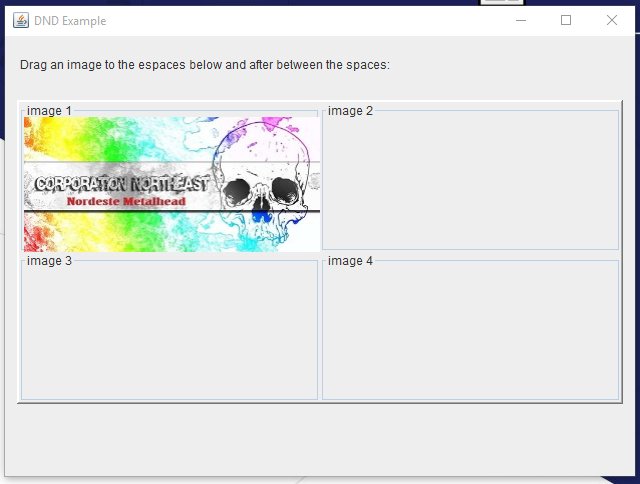 DND Example
Drag an image to the espaces below and after between the spaces:
image 1
image 2
CORPORATION NORTHEAST
Nordeste Metalhead
image 3
image 4